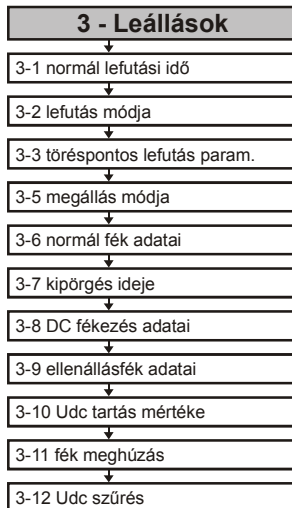 3 - Leállások
3-1 normál lefutási idő
3-2 lefutás módja
3-3 töréspontos lefutás param.
3-5 megállás módja
3-6 normál fék adatai
3-7 kipörgés ideje
3-8 DC fékezés adatai
3-9 ellenállásfék adatai
3-10 Udc tartás mértéke
3-11 fék meghúzás
3-12 Udc szűrés